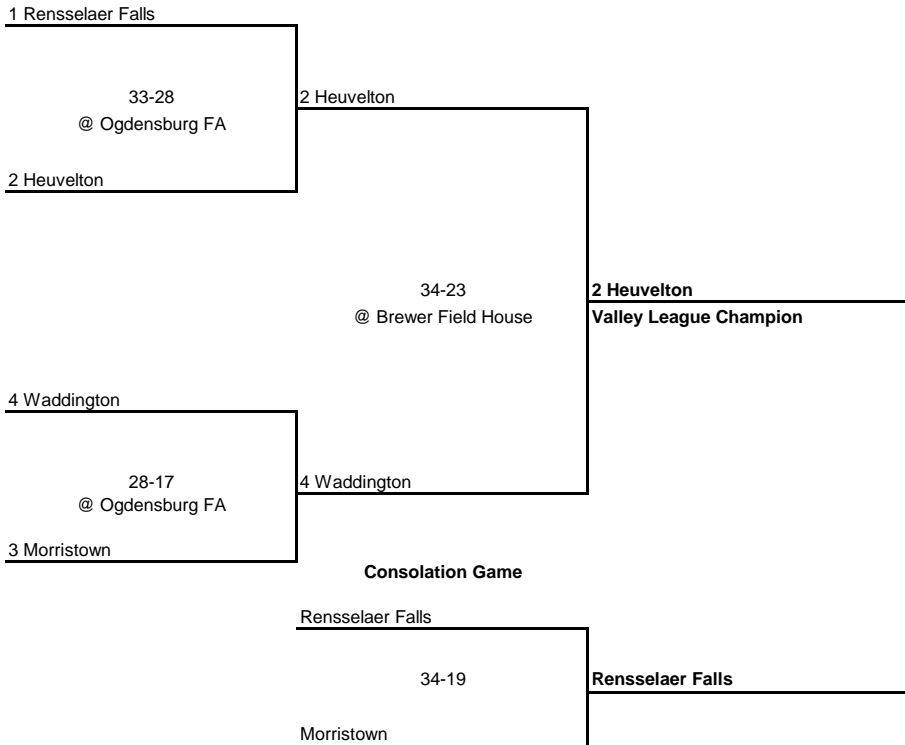 1 Rensselaer Falls
33-28
@ Ogdensburg FA
2 Heuvelton
2 Heuvelton
34-23
@ Brewer Field House
2 Heuvelton
Valley League Champion
4 Waddington
28-17
@ Ogdensburg FA
4 Waddington
3 Morristown
Consolation Game
Rensselaer Falls
34-19
Rensselaer Falls
Morristown